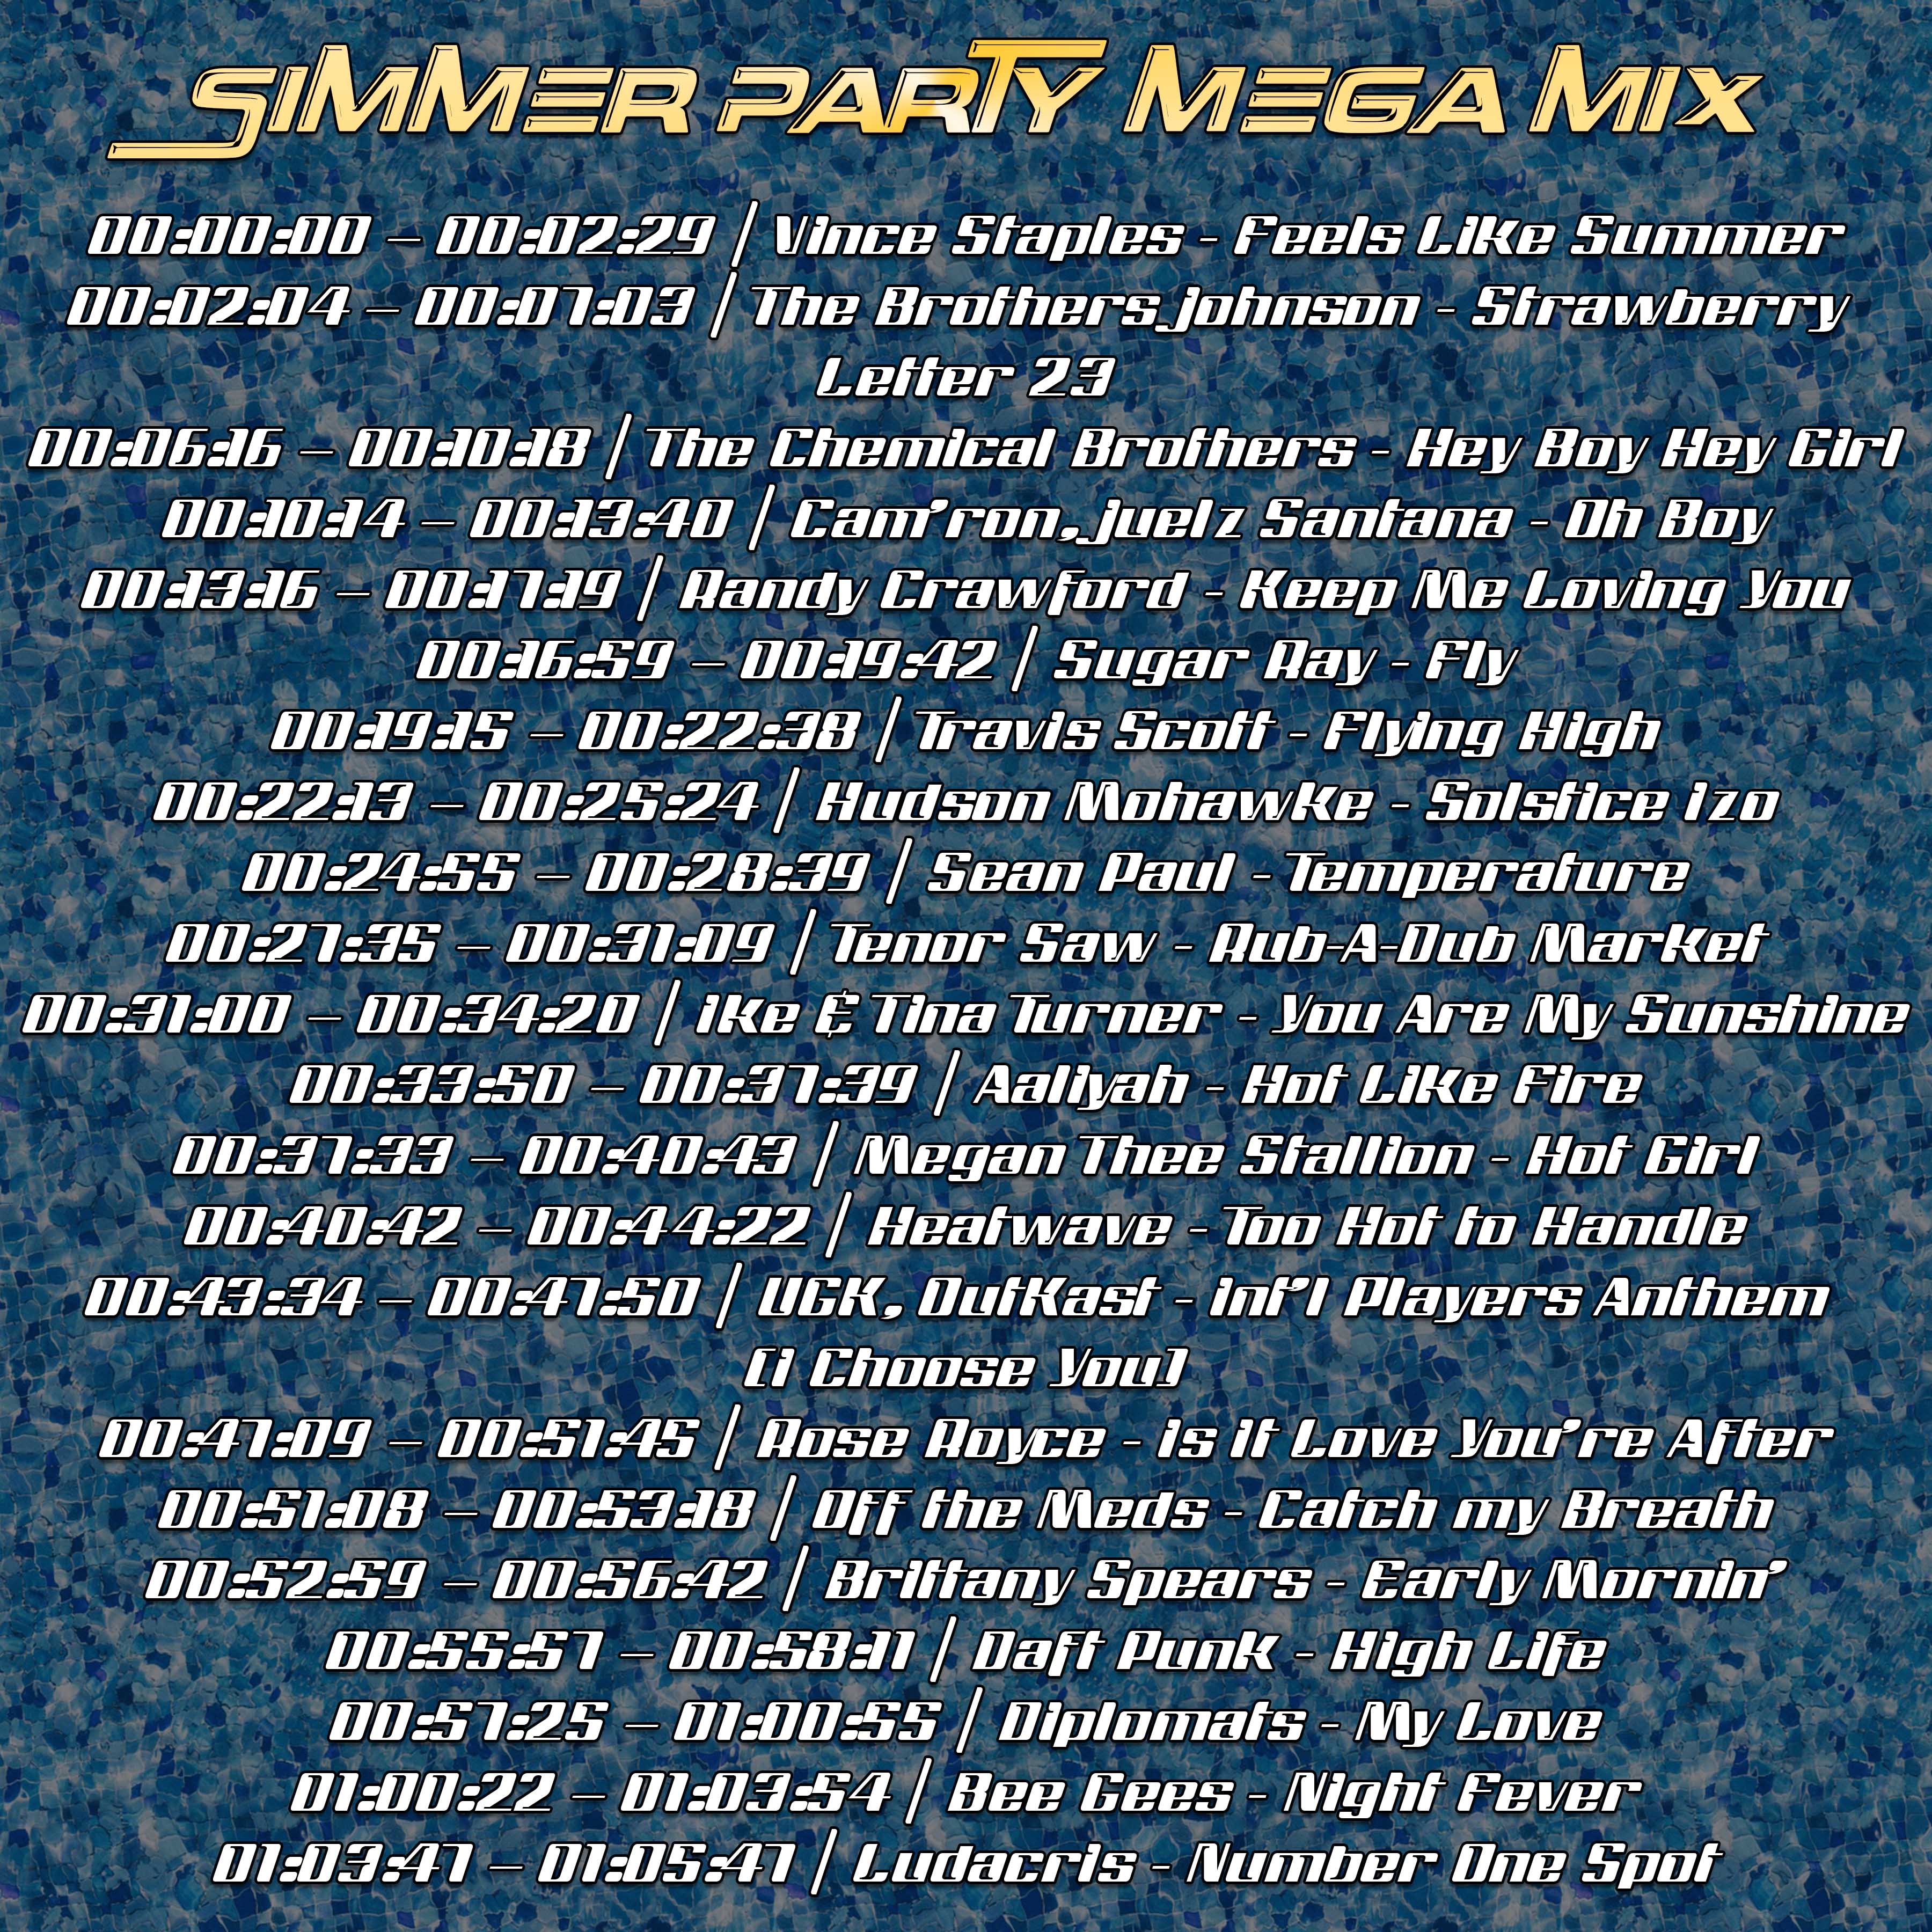 SiMMER PARTY MEGA MIX
00:00:00 – 00:02:29 | Vince Staples - Feels Like Summer
00:02:04 – 00:07:03 | The Brothers Johnson - Strawberry
Letter 23
00:06:16 – 00:10:18 | The Chemical Brothers - Hey Boy Hey Girl
00:10:14 – 00:13:40 | Cam'ron, Juelz Santana - Oh Boy
00:13:16 – 00:17:19 | Randy Crawford - Keep Me Loving You
00:16:59 – 00:19:42 | Sugar Ray - Fly
00:19:15 – 00:22:38 | Travis Scott - Flying High
00:22:13 – 00:25:24 | Hudson Mohawke - Solstice Izo
00:24:55 – 00:28:39 | Sean Paul - Temperature
00:27:35 – 00:31:09 | Tenor Saw - Rub-A-Dub Market
00:31:00 – 00:34:20 | Ike & Tina Turner - You Are My Sunshine
00:33:50 – 00:37:39 | Aaliyah - Hot Like Fire
00:37:33 – 00:40:43 | Megan Thee Stallion - Hot Girl
00:40:42 – 00:44:22 | Heatwave - Too Hot to Handle
00:43:34 – 00:47:50 | UGK, OutKast - Int'l Players Anthem
(I Choose You)
00:47:09 – 00:51:45 | Rose Royce - Is It Love You're After
00:51:08 – 00:53:18 | Off the Meds - Catch my Breath
00:52:59 – 00:56:42 | Brittany Spears - Early Mornin'
00:55:57 – 00:58:11 | Daft Punk - High Life
00:57:25 – 01:00:55 | Diplomats - My Love
01:00:22 – 01:03:54 | Bee Gees - Night Fever
01:03:47 – 01:05:47 | Ludacris - Number One Spot